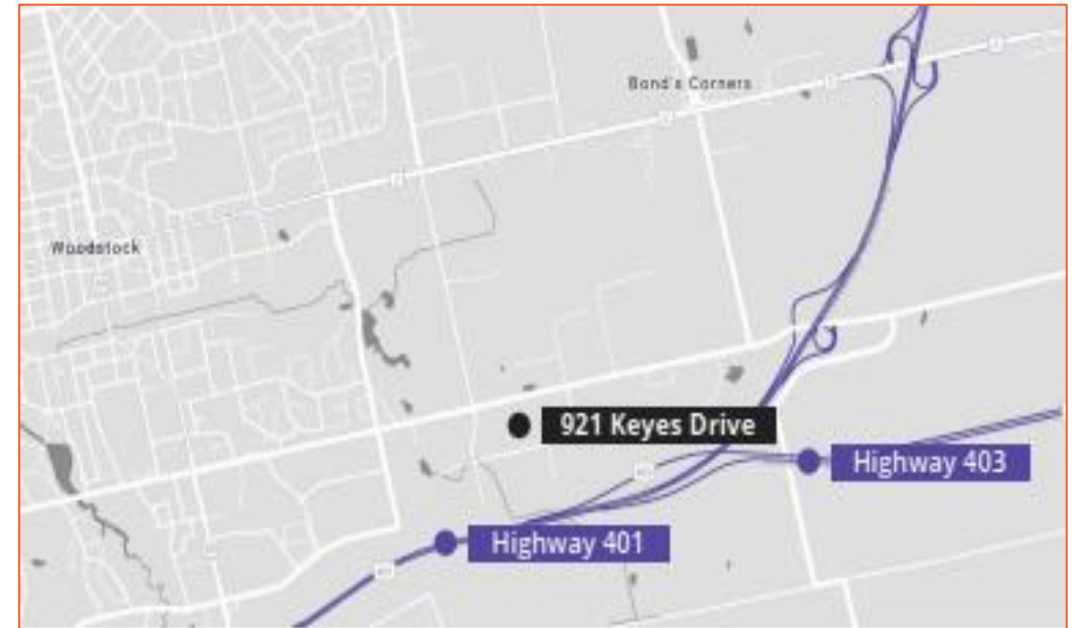 Bond's Corners
Woodstock
921 Keyes Drive
Highway 403
Highway 401